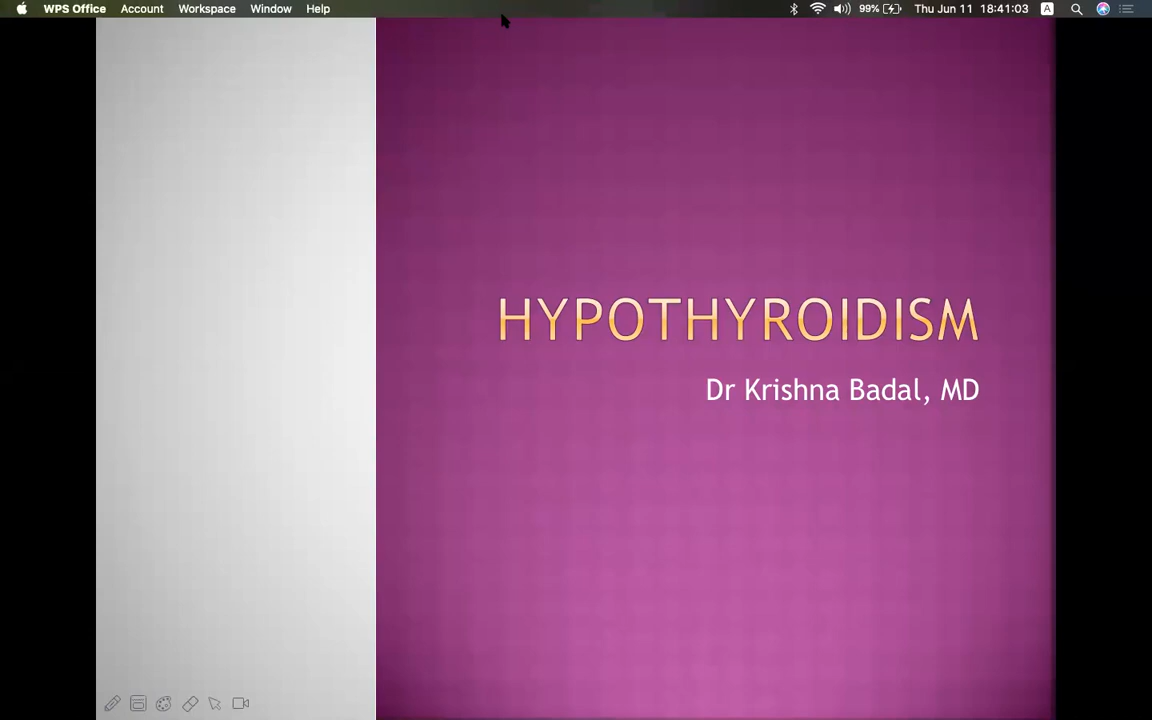 WPS Office Account Workspace Window Help 99% Thu Jun 11 18:41:03 A
HYPOTHYROIDISM
Dr Krishna Badal, MD